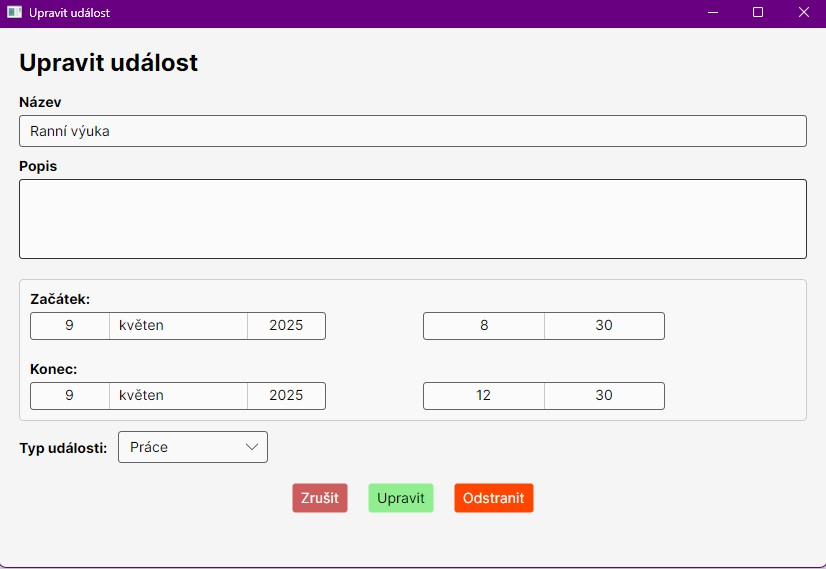 Upravit událost
Upravit událost
Název
Ranní výuka
Popis
Začátek:
9 květen 2025 8 30
Konec:
9 květen 2025 12 30
Typ události: Práce
Zrušit Upravit Odstranit